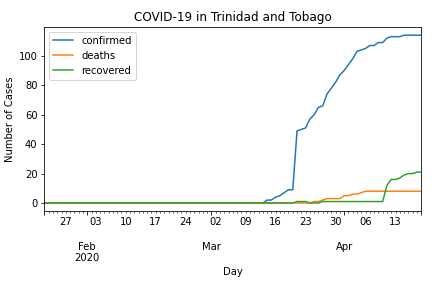 COVID-19 in Trinidad and Tobago
confirmed
deaths
recovered
Number of Cases
100
80
60
40
20
0
27 03 10 17 24 02 09 16 23 30 06 13
Feb Mar Apr
2020
Day